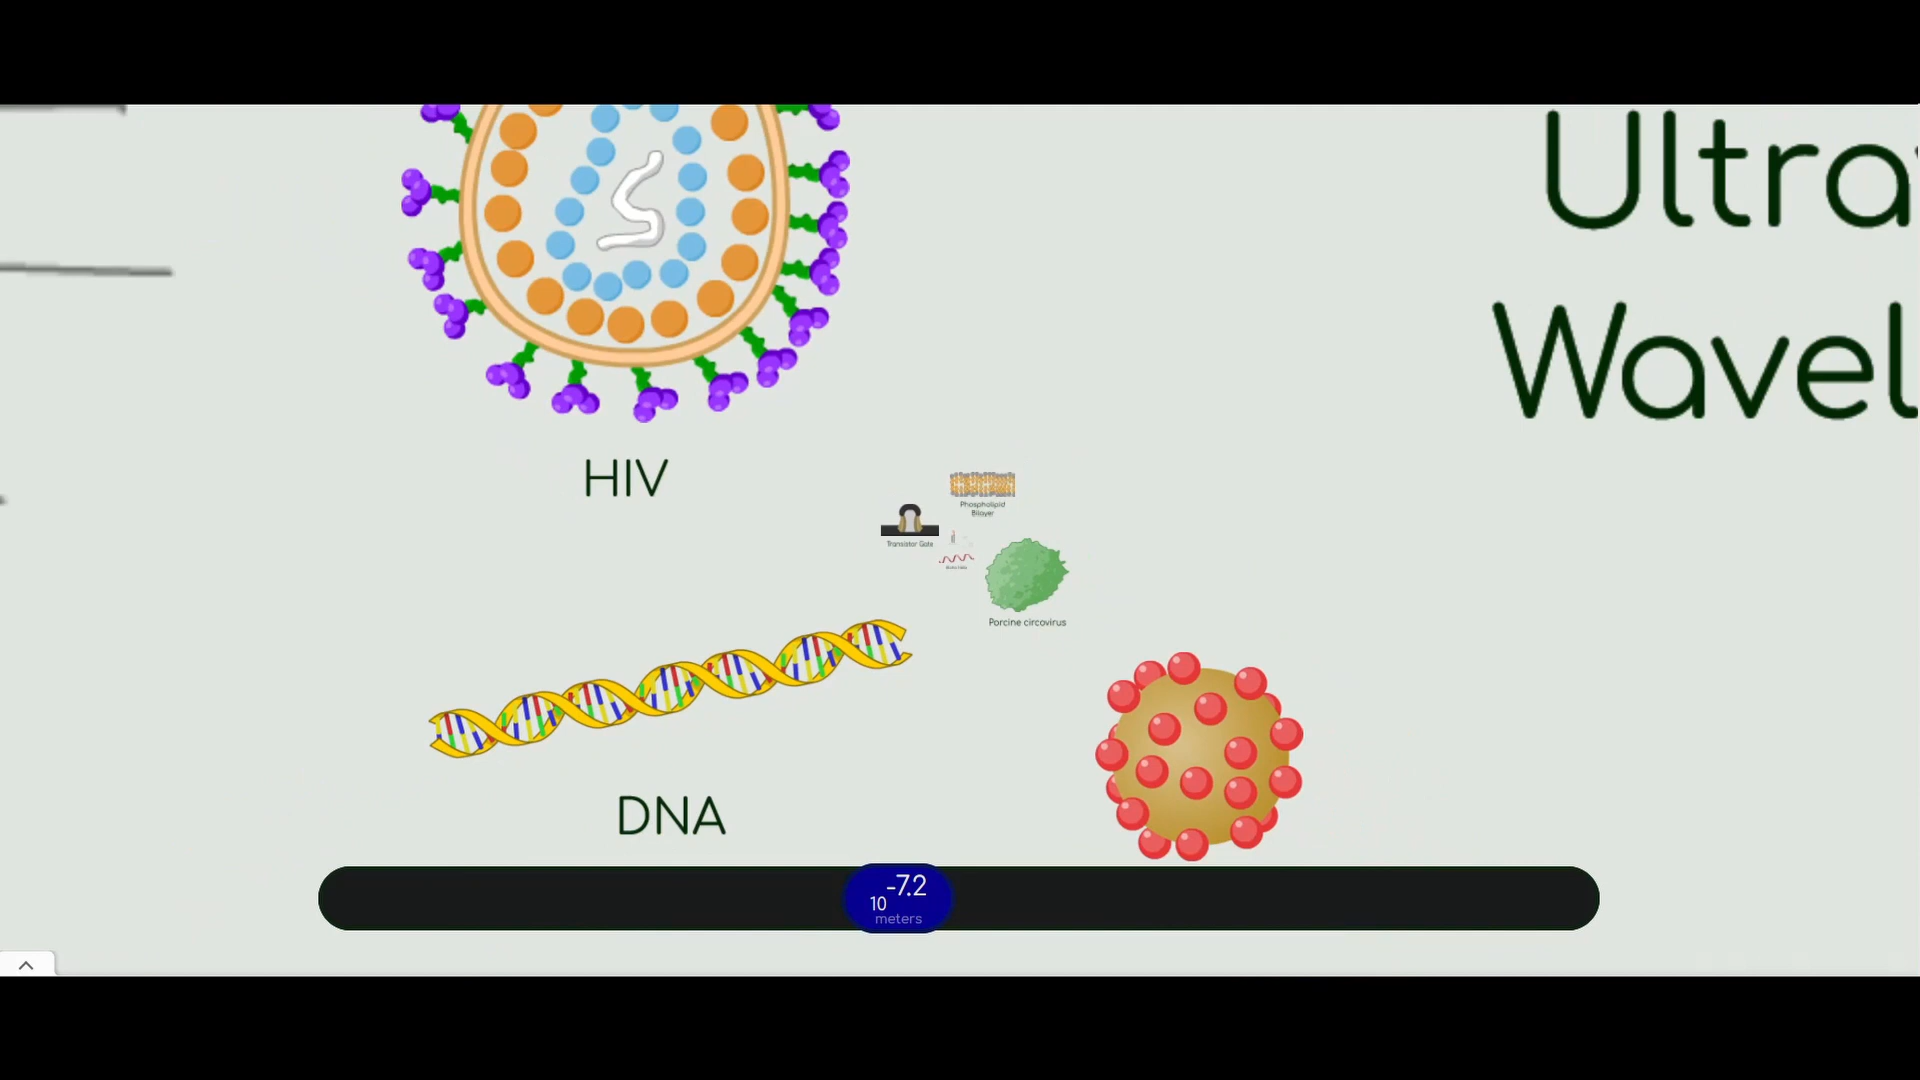 Ultra
Wavel
HIV
Phospholipid
Bilayer
Transistor Gate
Porcine circovirus
DNA
10-7.2
meters